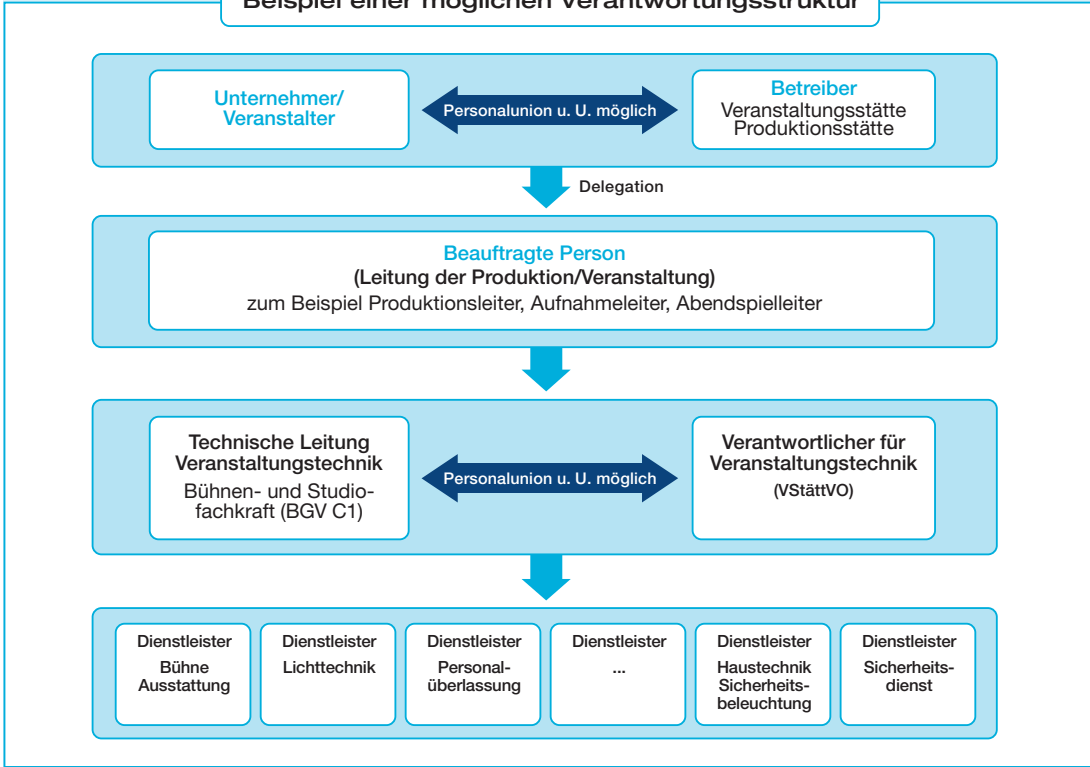 Beispiel einer möglichen Verantwortungsstruktur
Unternehmer/
Veranstalter
Personalunion u. U. möglich
Betreiber
Veranstaltungsstätte
Produktionsstätte
Delegation
Beauftragte Person
(Leitung der Produktion/Veranstaltung)
zum Beispiel Produktionsleiter, Aufnahmeleiter, Abendspielleiter
Technische Leitung
Veranstaltungstechnik
Bühnen- und Studio-
fachkraft (BGV C1)
Personalunion u. U. möglich
Verantwortlicher für
Veranstaltungstechnik
(VStättVO)
Dienstleister
Bühne
Ausstattung
Dienstleister
Lichttechnik
Dienstleister
Personal-
überlassung
Dienstleister
...
Dienstleister
Haustechnik
Sicherheits-
beleuchtung
Dienstleister
Sicherheits-
dienst